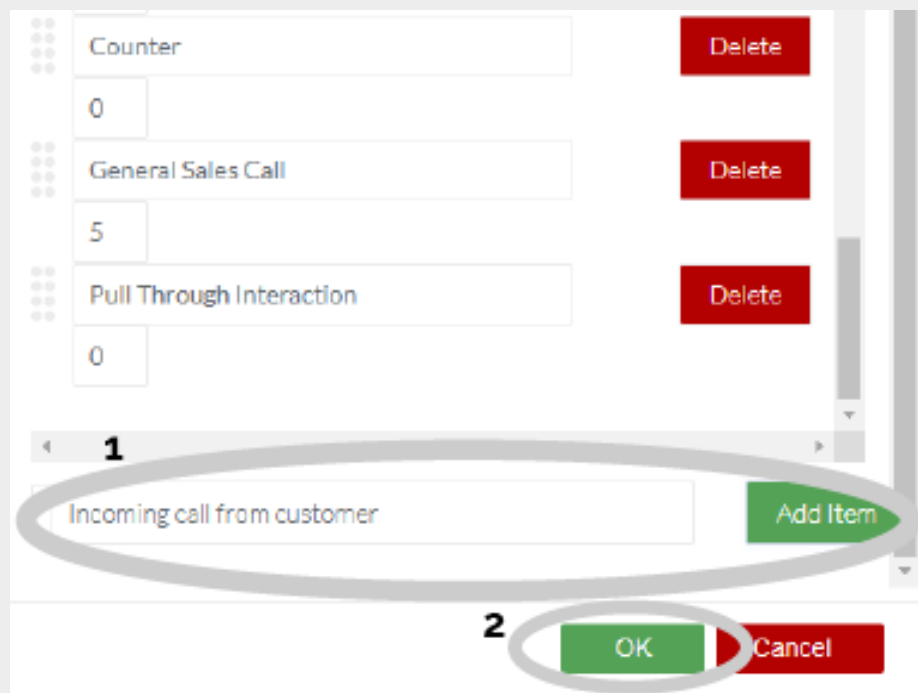 Counter Delete
0
General Sales Call Delete
5
Pull Through Interaction Delete
0
1
Incoming call from customer Add Item
2
OK Cancel